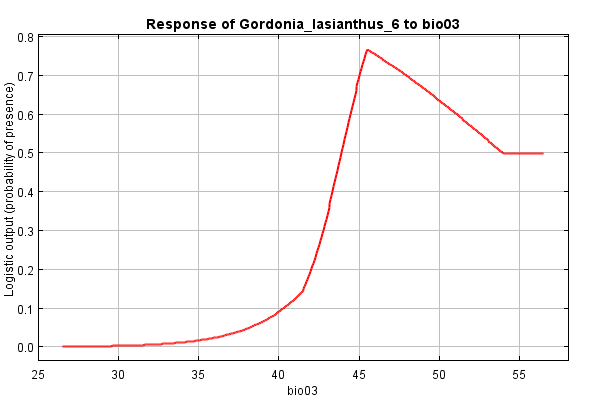 Response of Gordonia_lasianthus_6 to bio03
Logistic output (probability of presence)
0.8
0.7
0.6
0.5
0.4
0.3
0.2
0.1
0.0
25 30 35 40 45 50 55
bio03